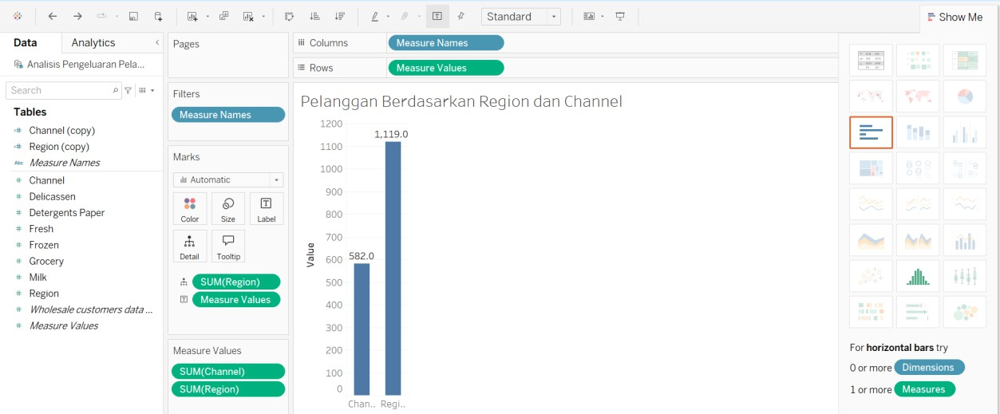 Standard
Show Me
Data
Analytics
Analisis Pengeluaran Pela...
Search
Tables
Channel (copy)
Region (copy)
Abc
Measure Names
Channel
Delicassen
Detergents Paper
Fresh
Frozen
Grocery
Milk
Region
Wholesale customers data ...
Measure Values
Pages
Filters
Measure Names
Marks
Automatic
Color
Size
Label
Detail
Tooltip
SUM(Region)
Measure Values
Measure Values
SUM(Channel)
SUM(Region)
Columns
Measure Names
Rows
Measure Values
Pelanggan Berdasarkan Region dan Channel
1200
1100
1000
900
800
700
600
500
400
300
200
100
0
Value
582.0
1,119.0
Chan..
Regi..
For horizontal bars try
0 or more Dimensions
1 or more Measures